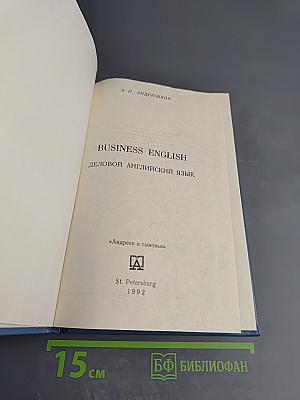 А. П. АНДРЮШКИН
BUSINESS ENGLISH
ДЕЛОВОЙ АНГЛИЙСКИЙ ЯЗЫК
«Андреев и сыновья»
St. Petersburg
1992
15 СМ
БФ БИБЛИОФАН